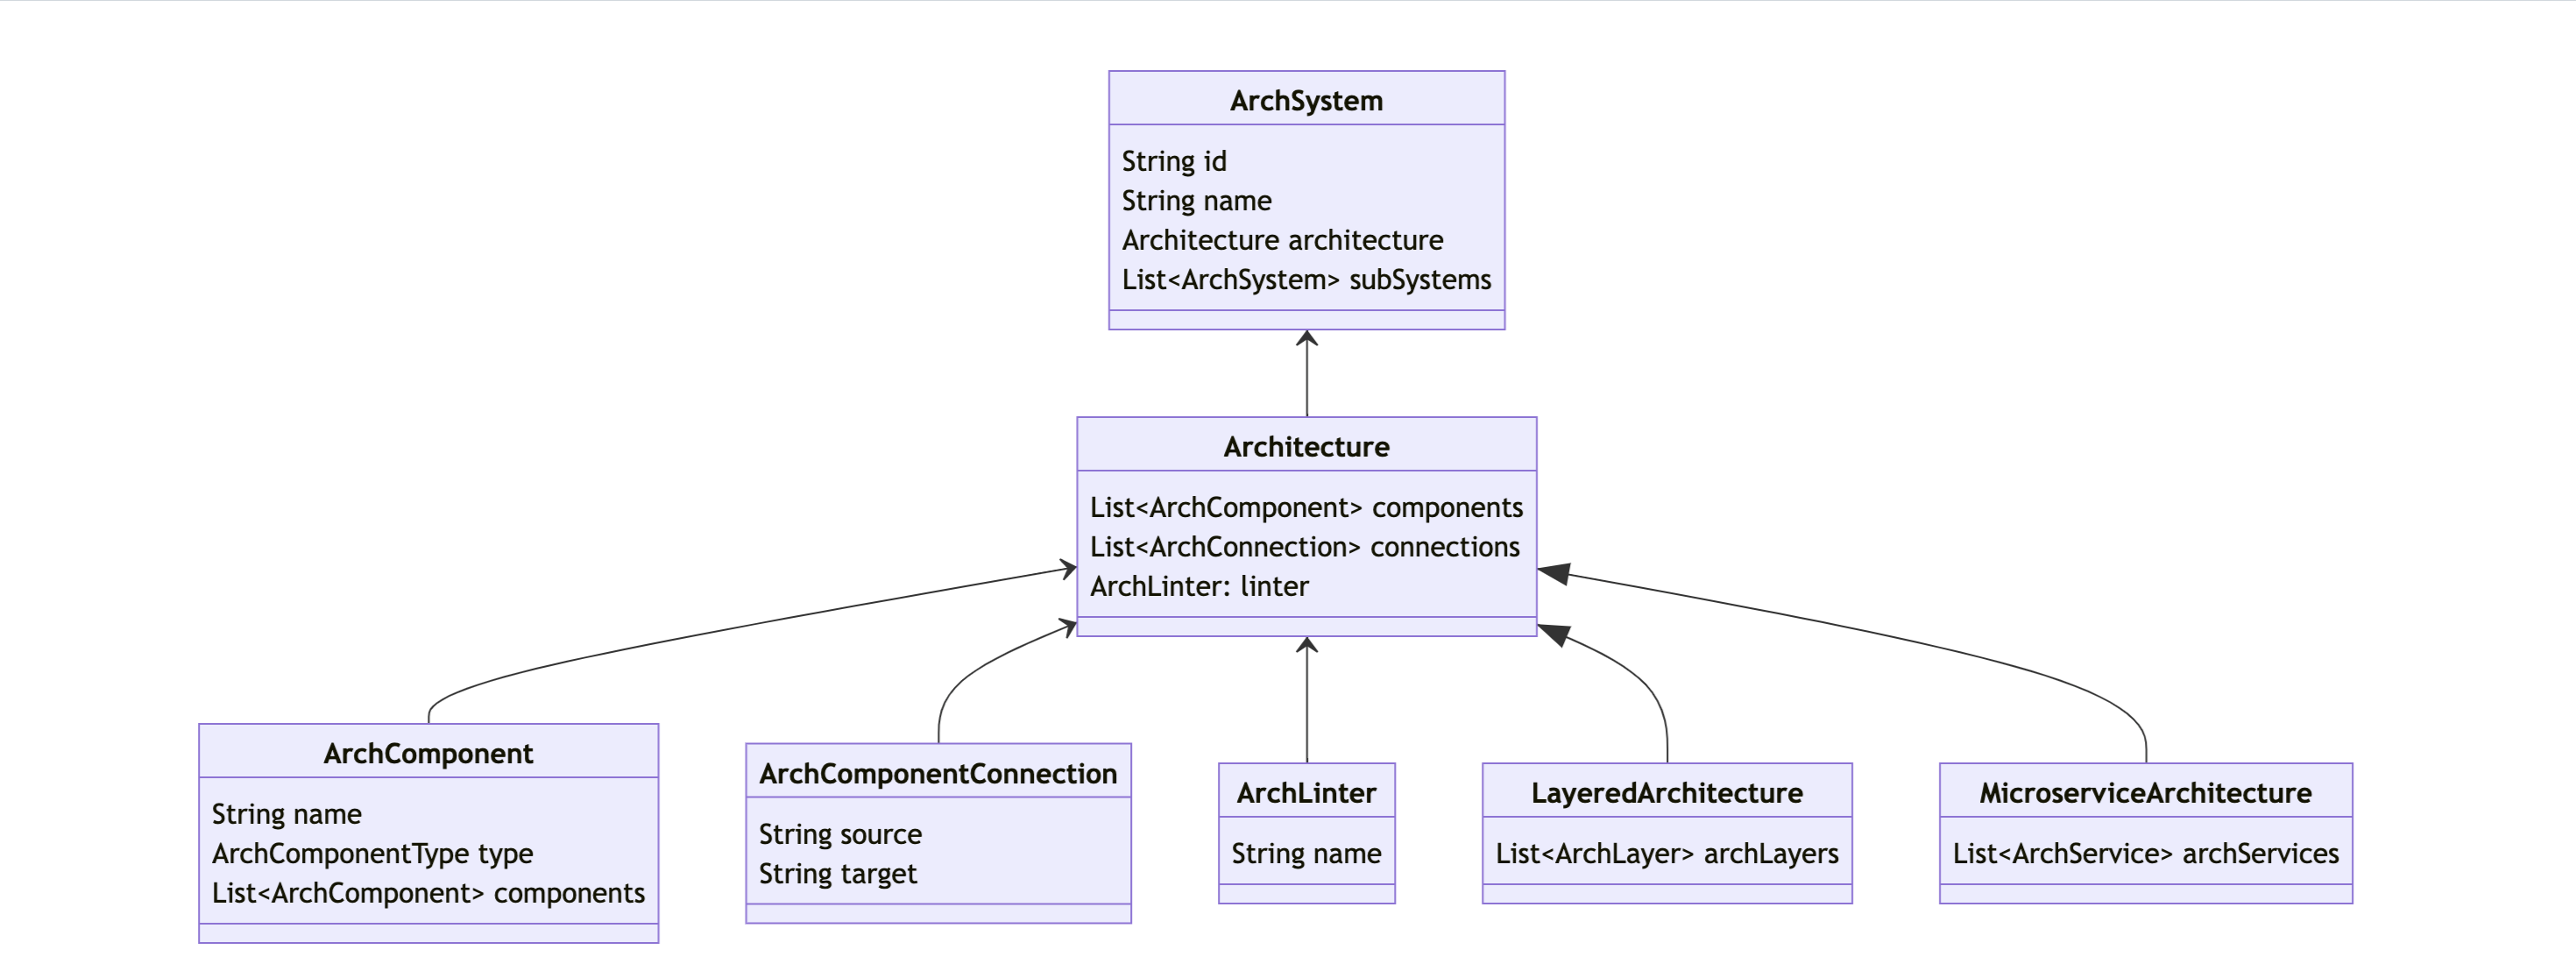 ArchSystem
String id
String name
Architecture architecture
List<ArchSystem> subSystems
Architecture
List<ArchComponent> components
List<ArchConnection> connections
ArchLinter: linter
ArchComponent
String name
ArchComponentType type
List<ArchComponent> components
ArchComponentConnection
String source
String target
ArchLinter
String name
LayeredArchitecture
List<ArchLayer> archLayers
MicroserviceArchitecture
List<ArchService> archServices